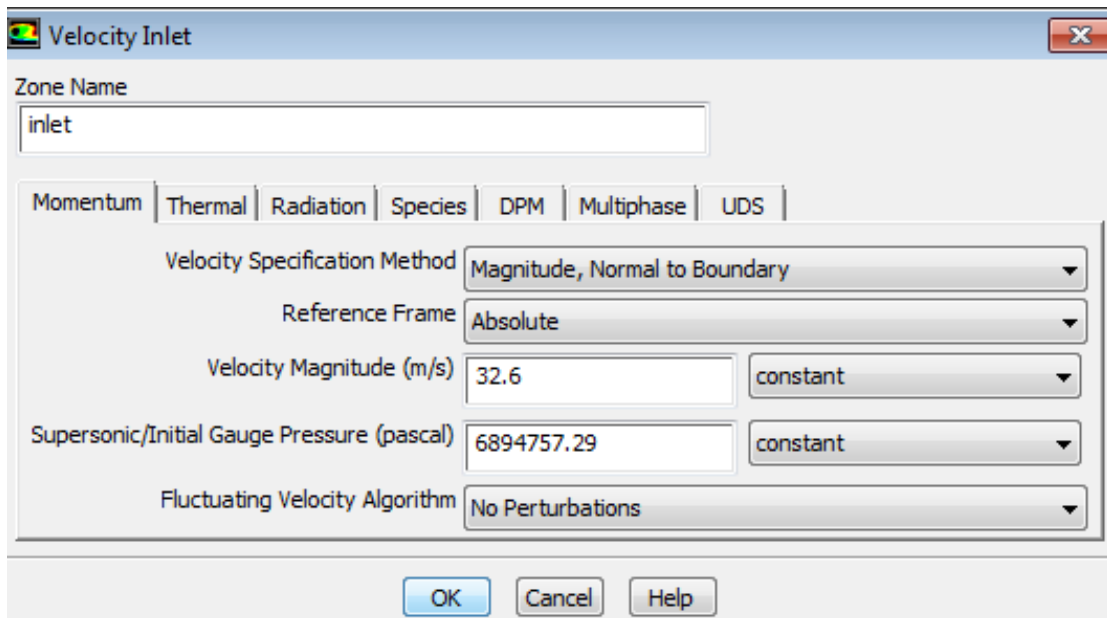 Velocity Inlet
Zone Name
inlet
Momentum Thermal Radiation Species DPM Multiphase UDS
Velocity Specification Method Magnitude, Normal to Boundary
Reference Frame Absolute
Velocity Magnitude (m/s) 32.6 constant
Supersonic/Initial Gauge Pressure (pascal) 6894757.29 constant
Fluctuating Velocity Algorithm No Perturbations
OK Cancel Help